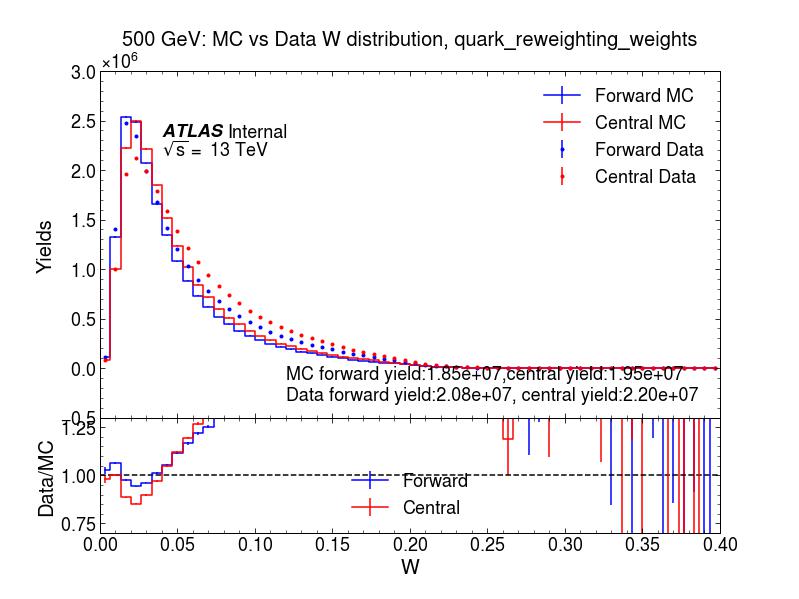 500 GeV: MC vs Data W distribution, quark_reweighting_weights
×10⁶
3.0
2.5
2.0
1.5
1.0
0.5
0.0
0.5
Yields
ATLAS Internal
√s = 13 TeV
Forward MC
Central MC
Forward Data
Central Data
MC forward yield:1.85e+07,central yield:1.95e+07
Data forward yield:2.08e+07, central yield:2.20e+07
1.25
1.00
0.75
Data/MC
Forward
Central
0.00 0.05 0.10 0.15 0.20 0.25 0.30 0.35 0.40
W